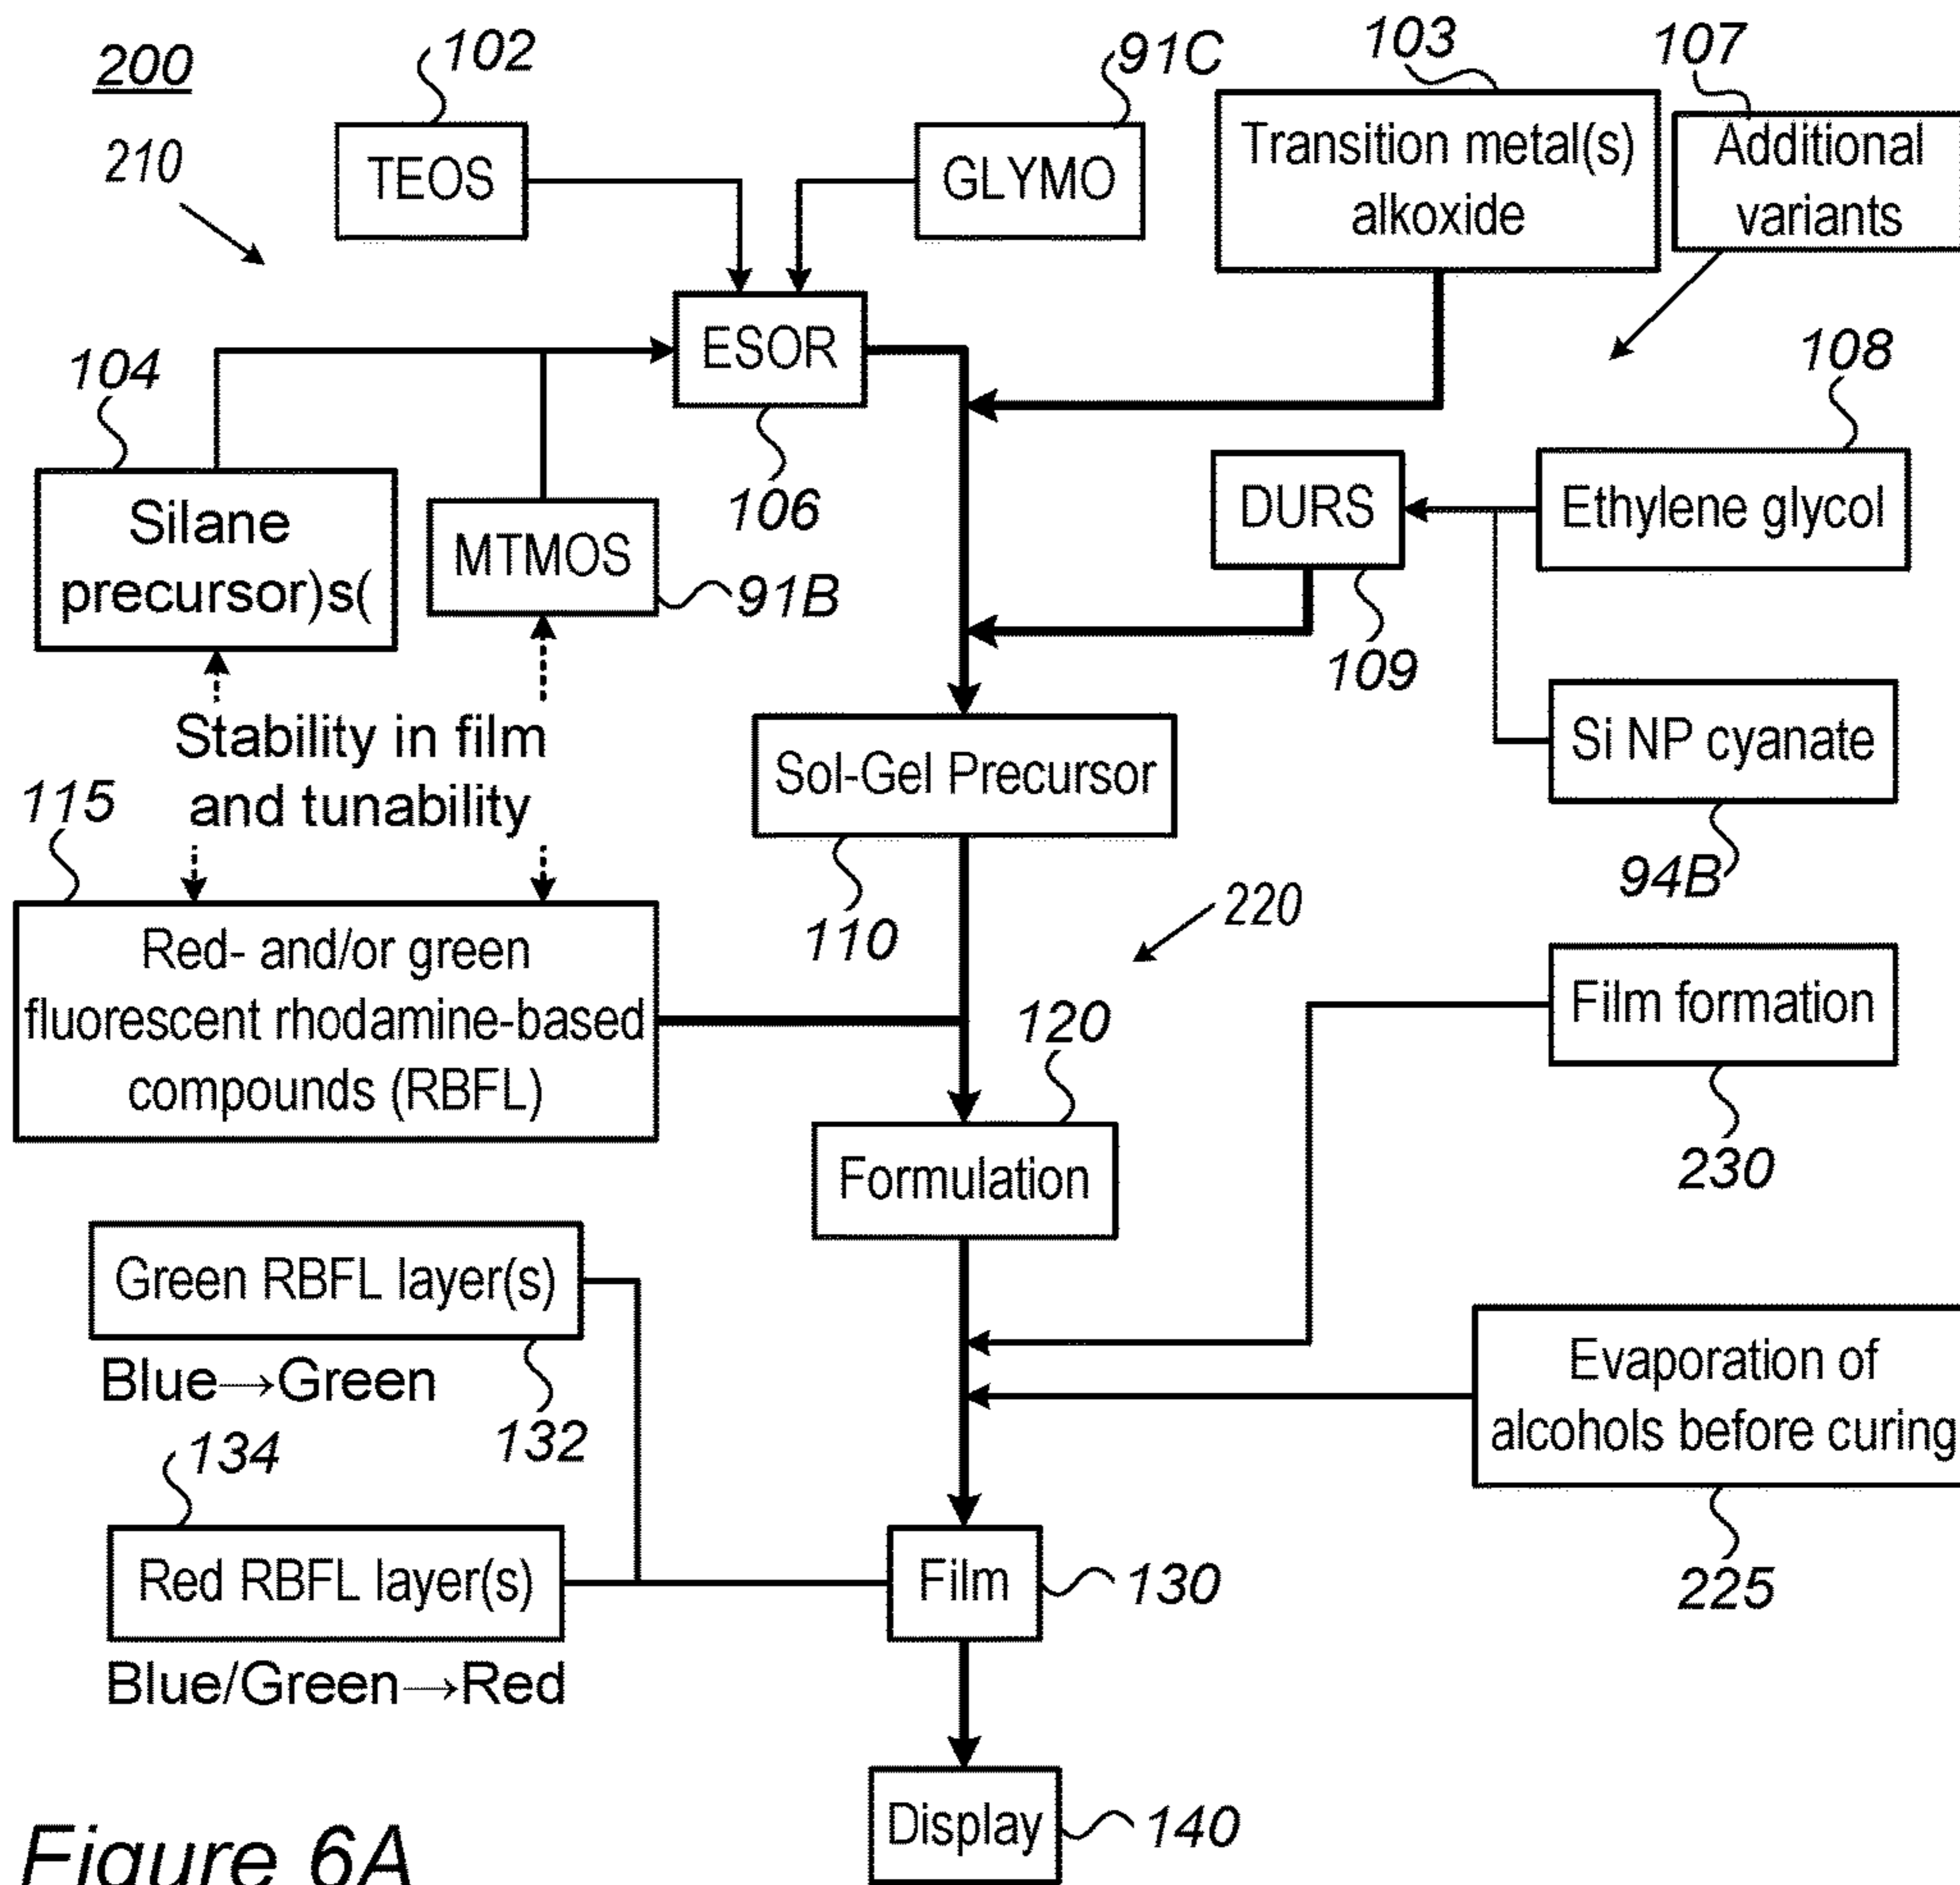 200
210
102
TEOS
91C
GLYMO
103
Transition metal(s)
alkoxide
107
Additional
variants
ESOR
106
104
Silane
precursor)s(
MTMOS
91B
108
Ethylene glycol
DURS
109
Si NP cyanate
94B
Stability in film
and tunability
Sol-Gel Precursor
110
115
Red- and/or green
fluorescent rhodamine-based
compounds (RBFL)
220
120
Formulation
Film formation
230
Green RBFL layer(s)
Blue→Green
132
Evaporation of
alcohols before curing
225
134
Red RBFL layer(s)
Blue/Green→Red
Film
130
Display
140
Figure 6A